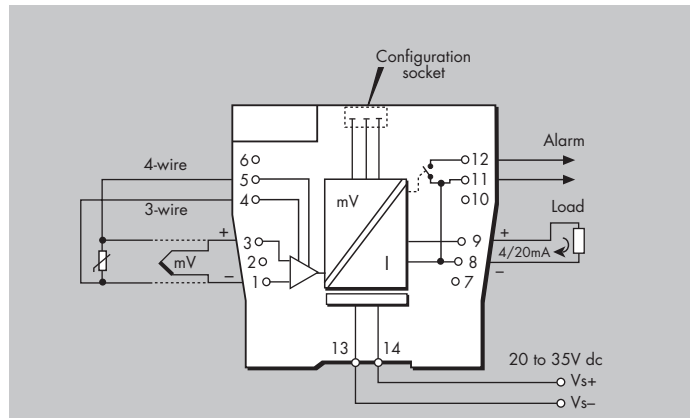 Configuration
socket
Alarm
4-wire
3-wire
6
5
4
3
2
1
12
11
10
9
8
7
mV
I
+
mV
−
Load
+
4/20mA
−
13
14
20 to 35V dc
Vs+
Vs–